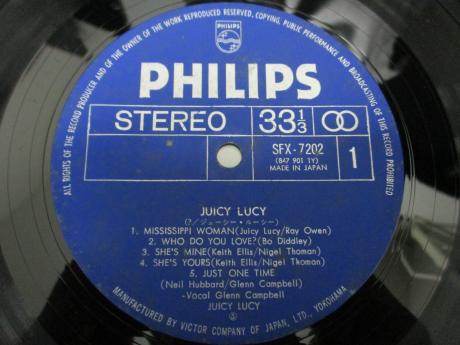 ALL RIGHTS OF THE RECORD PRODUCER AND OF THE OWNER OF THE WORK REPRODUCED RESERVED. COPYING, PUBLIC PERFORMANCE AND BROADCASTING OF THIS RECORD PROHIBITED
PHILIPS
PHILIPS
STEREO 33 1/3
SFX-7202
(847 901 1Y)
MADE IN JAPAN
1
JUICY LUCY
(ジューシー・ルーシー)
1. MISSISSIPPI WOMAN(Juicy Lucy/Ray Owen)
2. WHO DO YOU LOVE?(Bo Diddley)
3. SHE'S MINE(Keith Ellis/Nigel Thoman)
4. SHE'S YOURS(Keith Ellis/Nigel Thoman)
5. JUST ONE TIME
(Neil Hubbard/Glenn Campbell)
-Vocal Glenn Campbell
JUICY LUCY
MANUFACTURED BY VICTOR COMPANY OF JAPAN, LTD., YOKOHAMA